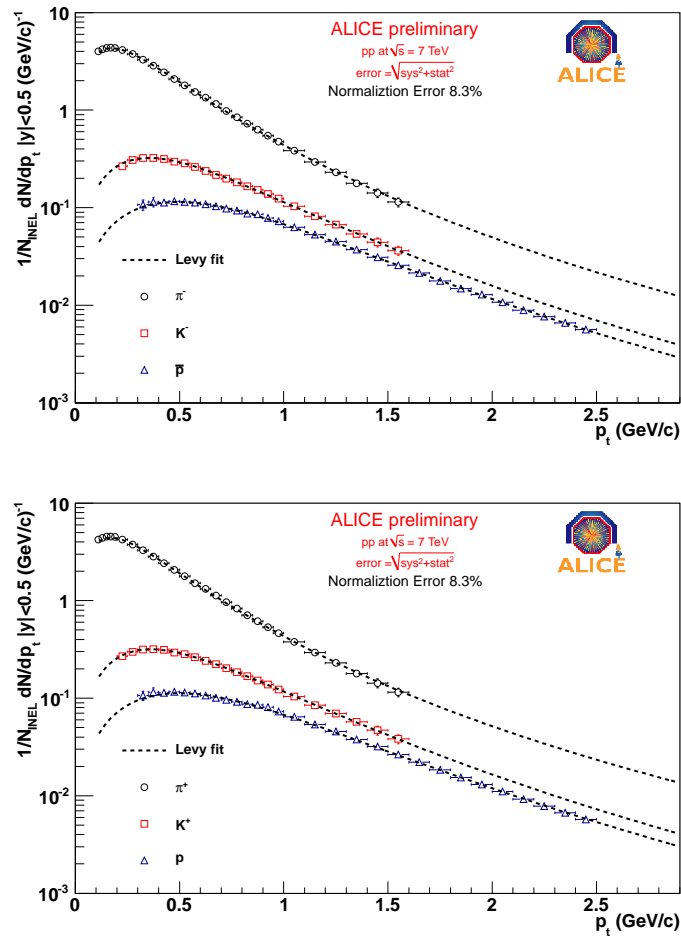 1/N_INEL dN/dp_t |y|<0.5 (GeV/c)^-1
10
1
10^-1
10^-2
10^-3
ALICE preliminary
pp at √s = 7 TeV
error = √sys²+stat²
Normaliztion Error 8.3%
ALICE
Levy fit
π^-
K^-
p̅
0
0.5
1
1.5
2
2.5
p_t (GeV/c)
1/N_INEL dN/dp_t |y|<0.5 (GeV/c)^-1
10
1
10^-1
10^-2
10^-3
ALICE preliminary
pp at √s = 7 TeV
error = √sys²+stat²
Normaliztion Error 8.3%
ALICE
Levy fit
π^+
K^+
p
0
0.5
1
1.5
2
2.5
p_t (GeV/c)